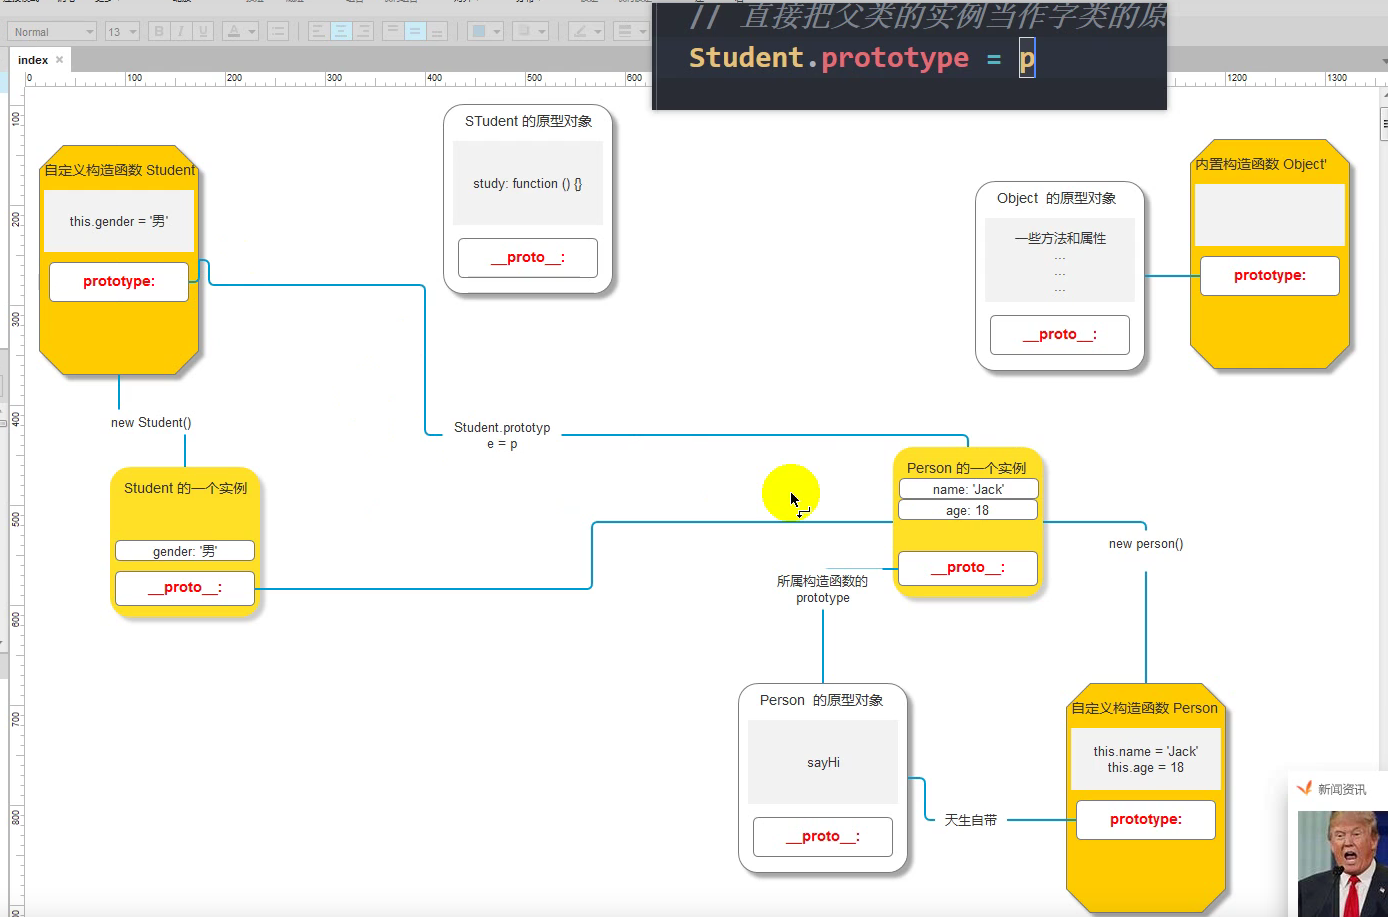 Normal
13
B
I
U
A
// 直接把父类的实例当作字类的原
Student.prototype = p
index
0
100
200
300
400
500
600
1200
1300
100
200
300
400
500
600
700
800
自定义构造函数 Student
this.gender = '男'
prototype:
STudent 的原型对象
study: function () {}
__proto__:
Object 的原型对象
一些方法和属性
...
...
...
__proto__:
内置构造函数 Object'
prototype:
new Student()
Student.prototyp
e = p
Student 的一个实例
gender: '男'
__proto__:
Person 的一个实例
name: 'Jack'
age: 18
__proto__:
new person()
所属构造函数的
prototype
Person 的原型对象
sayHi
__proto__:
天生自带
自定义构造函数 Person
this.name = 'Jack'
this.age = 18
prototype:
新闻资讯